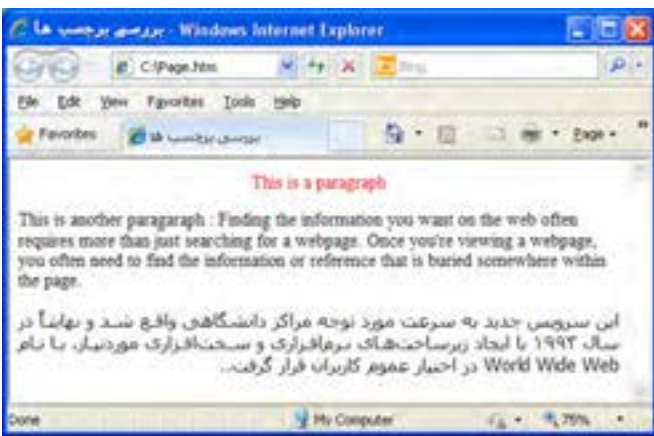 بررسی برچسب ها - Windows Internet Explorer
C:\Page.htm
Bing
File Edit View Favorites Tools Help
Favorites بررسی برچسب ها Page
This is a paragraph
This is another paragaraph : Finding the information you want on the web often
requires more than just searching for a webpage. Once you're viewing a webpage,
you often need to find the information or reference that is buried somewhere within
the page.
این سرویس جدید به سرعت مورد توجه مراکز دانشگاهی واقع شد و نهایتاً در
سال ۱۹۹۳ با ایجاد زیرساخت‌های نرم‌افزاری و سخت‌افزاری موردنیاز، با نام
World Wide Web در اختیار عموم کاربران قرار گرفت...
Done My Computer 75%